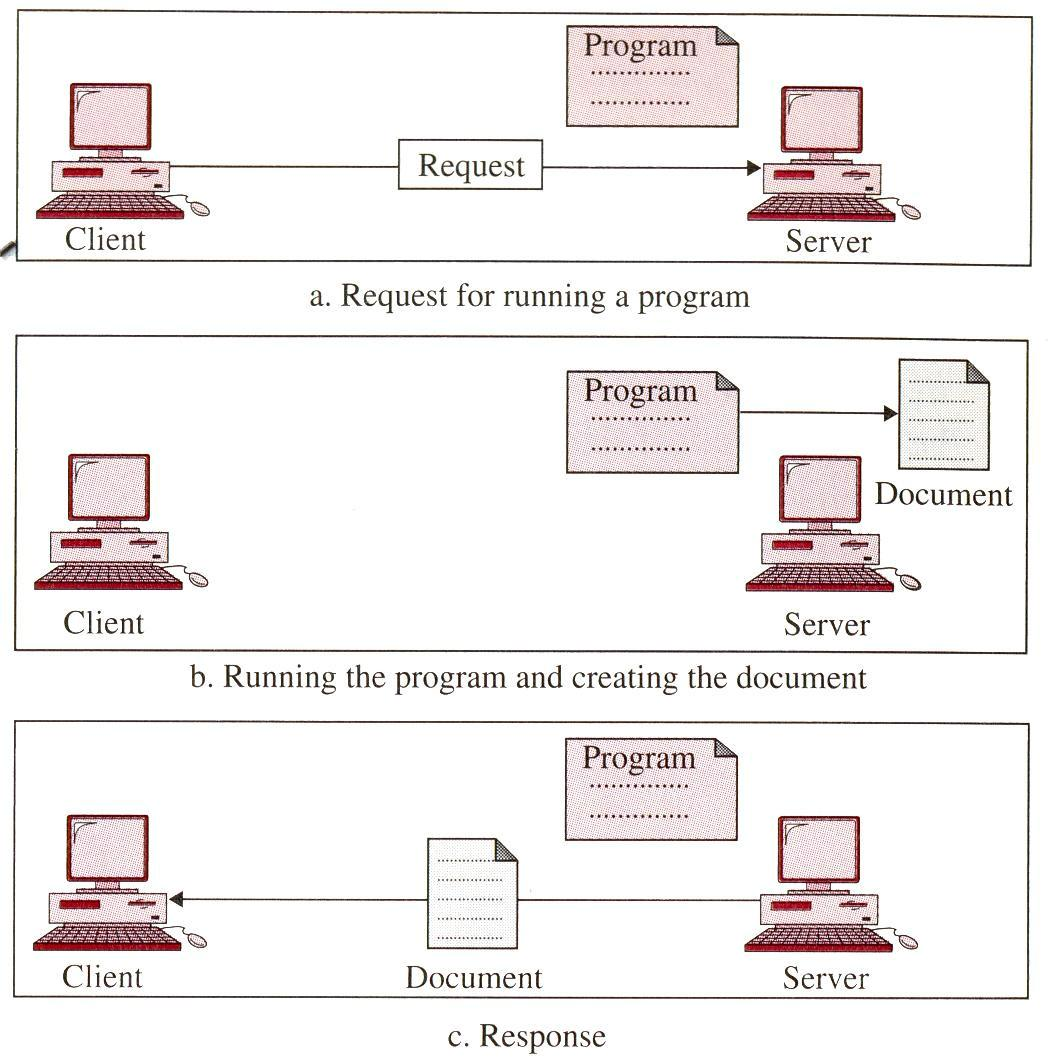 Program
Request
Client
Server
a. Request for running a program
Program
Document
Client
Server
b. Running the program and creating the document
Program
Client
Document
Server
c. Response